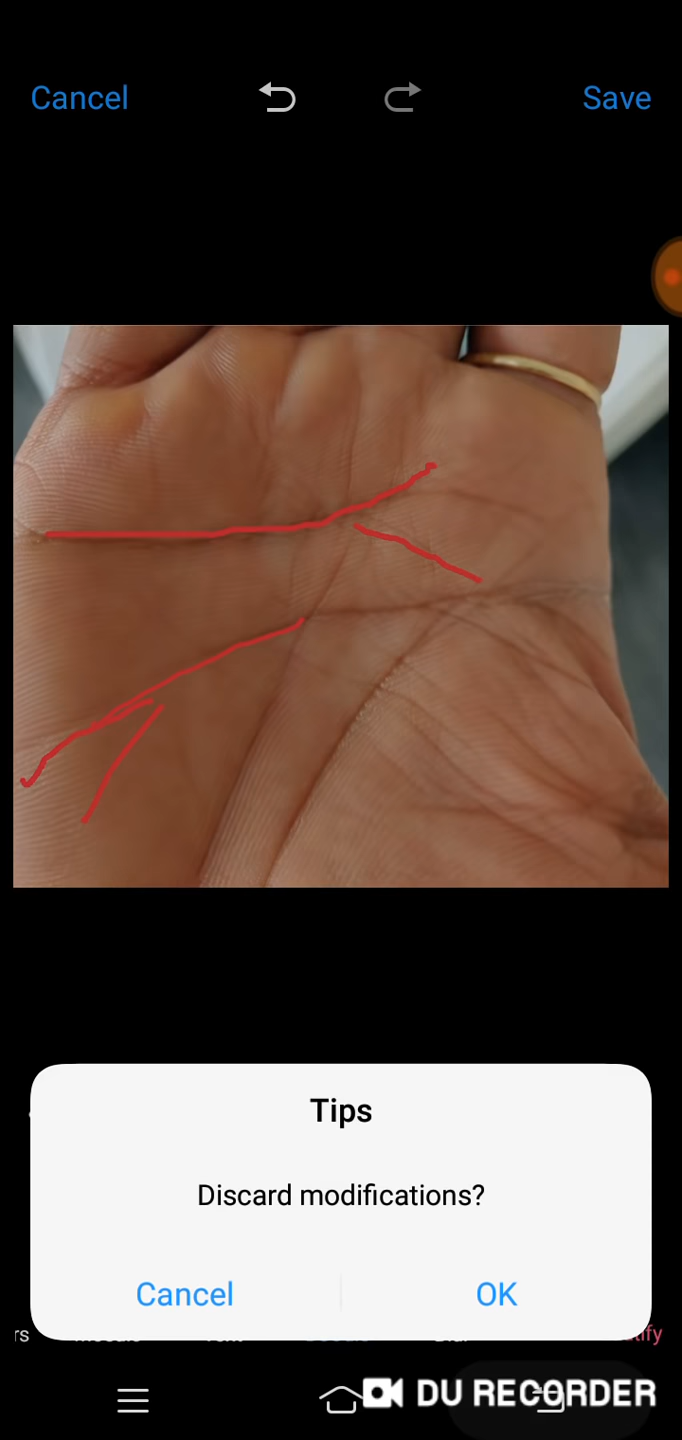 Cancel
Save
Tips
Discard modifications?
Cancel
OK
DU RECORDER